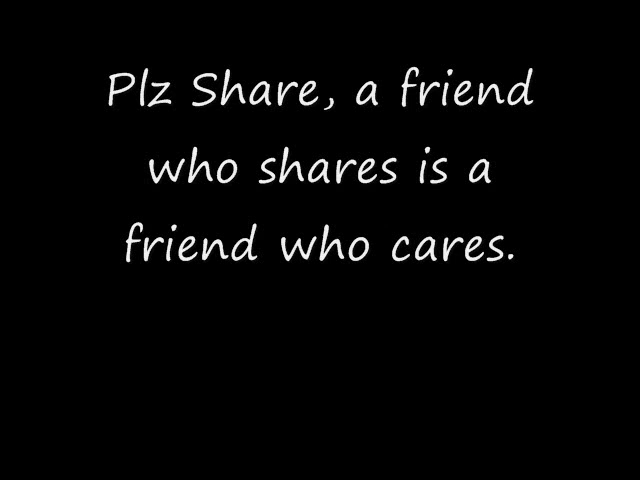 Plz Share, a friend
who shares is a
friend who cares.